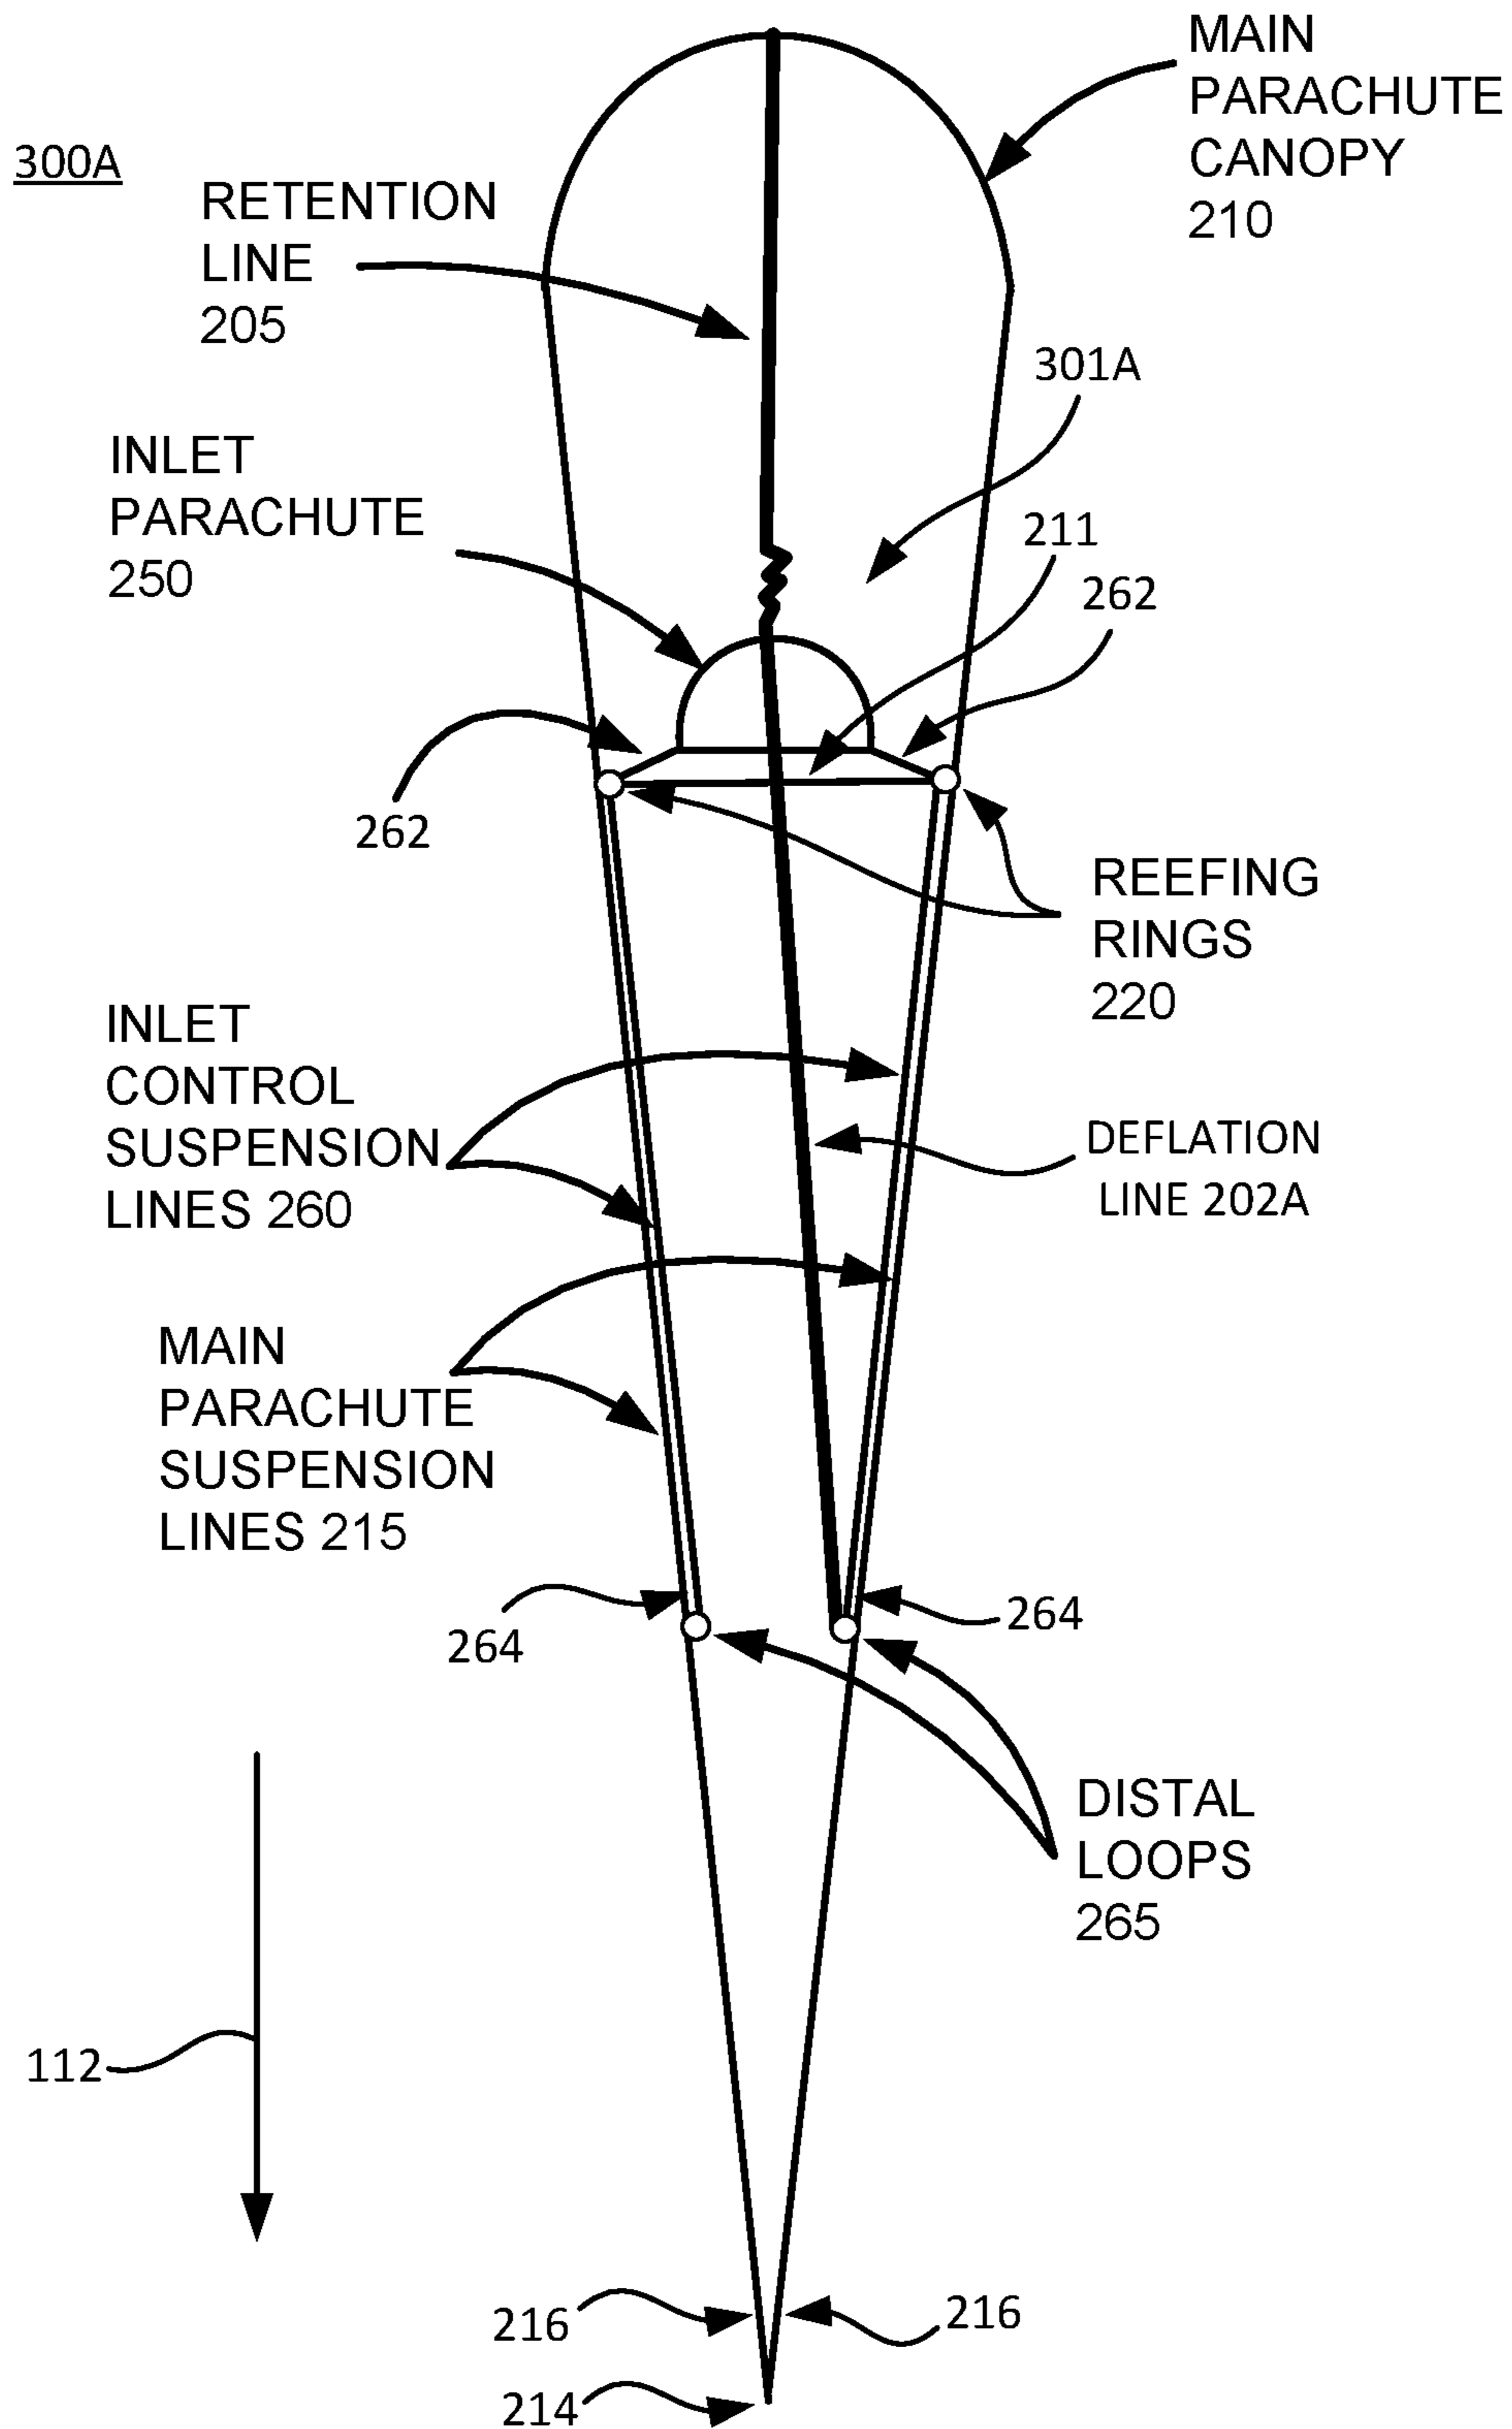 MAIN
PARACHUTE
CANOPY
210
300A
RETENTION
LINE
205
301A
INLET
PARACHUTE
250
211
262
262
REEFING
RINGS
220
INLET
CONTROL
SUSPENSION
LINES 260
DEFLATION
LINE 202A
MAIN
PARACHUTE
SUSPENSION
LINES 215
264
264
DISTAL
LOOPS
265
112
216
216
214